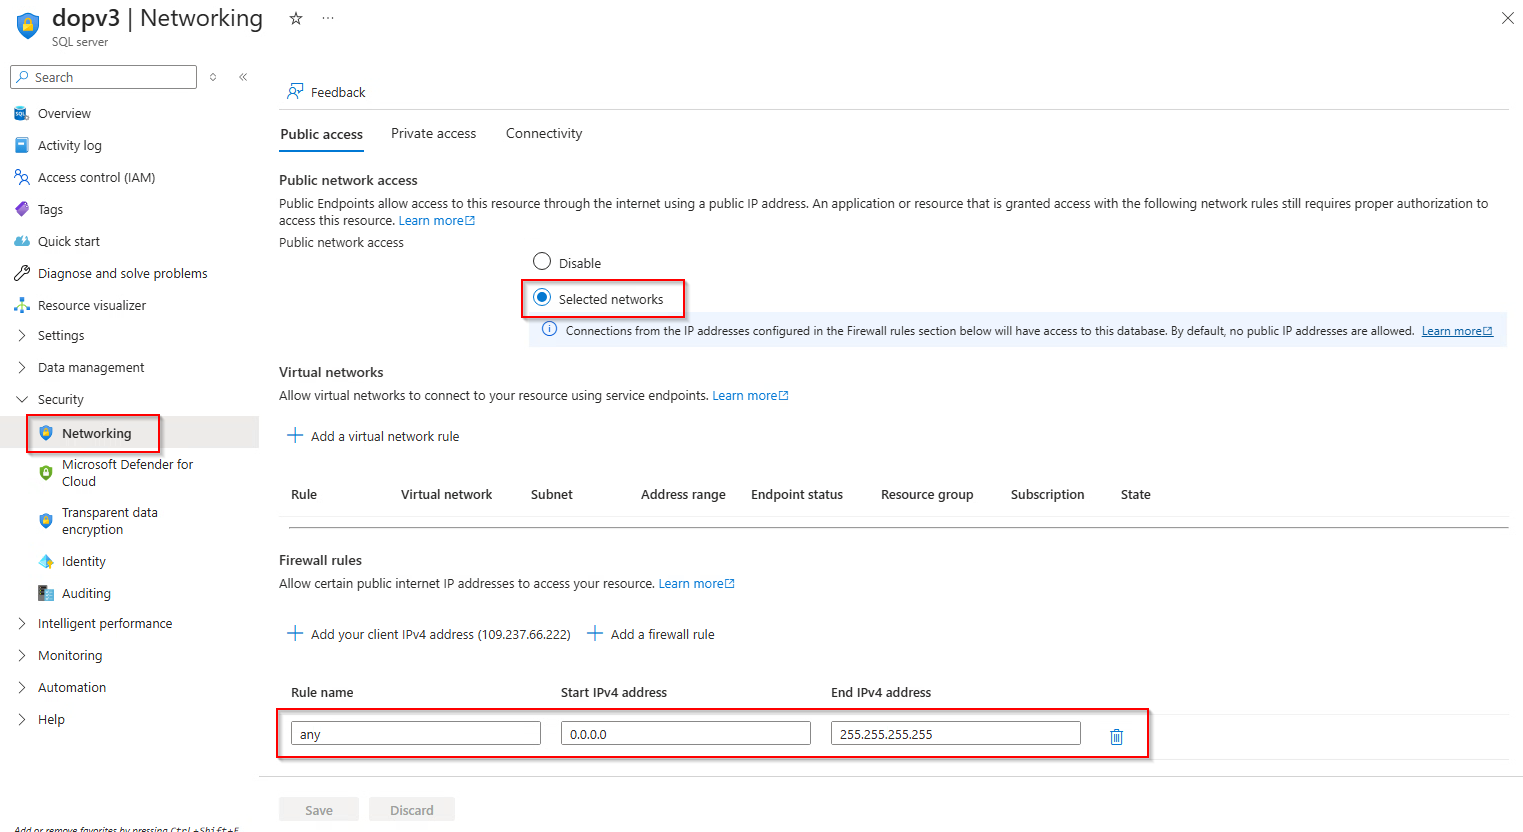 dopv3 | Networking
SQL server
Search
Overview
Activity log
Access control (IAM)
Tags
Quick start
Diagnose and solve problems
Resource visualizer
Settings
Data management
Security
Networking
Microsoft Defender for
Cloud
Transparent data
encryption
Identity
Auditing
Intelligent performance
Monitoring
Automation
Help
Add or remove favorites by pressing Ctrl+Shift+F
Feedback
Public access Private access Connectivity
Public network access
Public Endpoints allow access to this resource through the internet using a public IP address. An application or resource that is granted access with the following network rules still requires proper authorization to
access this resource. Learn more
Public network access
Disable
Selected networks
Connections from the IP addresses configured in the Firewall rules section below will have access to this database. By default, no public IP addresses are allowed. Learn more
Virtual networks
Allow virtual networks to connect to your resource using service endpoints. Learn more
Add a virtual network rule
Rule Virtual network Subnet Address range Endpoint status Resource group Subscription State
Firewall rules
Allow certain public internet IP addresses to access your resource. Learn more
Add your client IPv4 address (109.237.66.222) Add a firewall rule
Rule name Start IPv4 address End IPv4 address
any 0.0.0.0 255.255.255.255
Save Discard